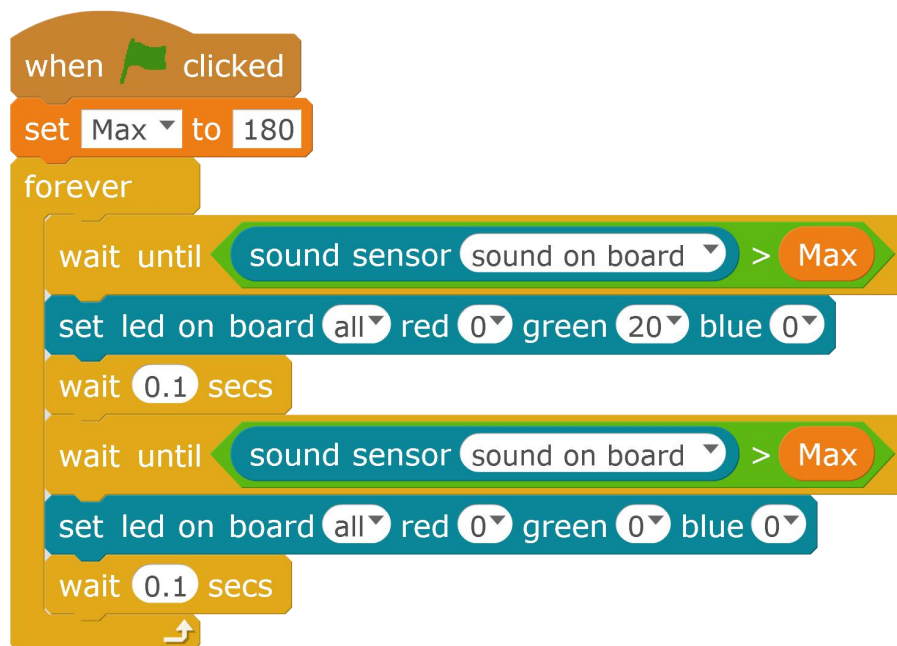 when clicked
set Max to 180
forever
wait until sound sensor sound on board > Max
set led on board all red 0 green 20 blue 0
wait 0.1 secs
wait until sound sensor sound on board > Max
set led on board all red 0 green 0 blue 0
wait 0.1 secs